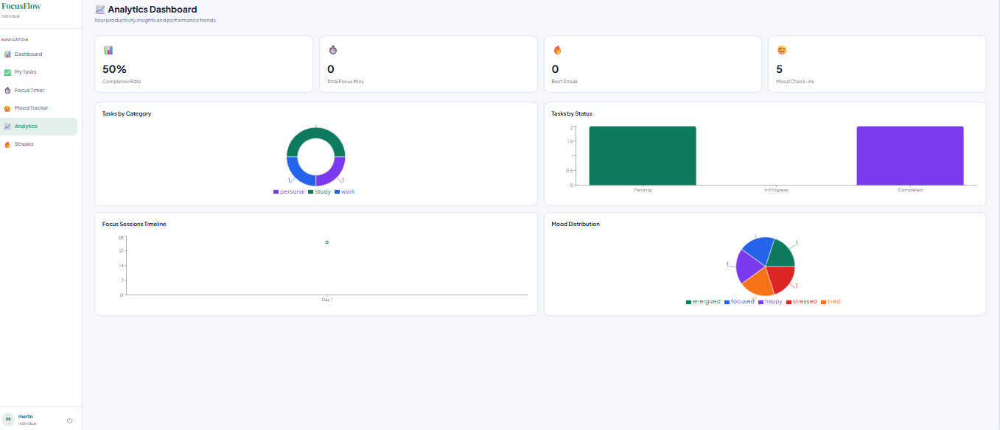 FocusFlow
Individual
NAVIGATION
Dashboard
My Tasks
Focus Timer
Mood Tracker
Analytics
Streaks
M
merlin
Individual
Analytics Dashboard
Your productivity insights and performance trends
50%
Completion Rate
0
Total Focus Mins
0
Best Streak
5
Mood Check-ins
Tasks by Category
1
1
personal study work
Tasks by Status
2
1.5
1
0.5
0
Pending In Progress Completed
Focus Sessions Timeline
28
21
14
7
0
Day 1
Mood Distribution
1
1
1
energized focused happy stressed tired